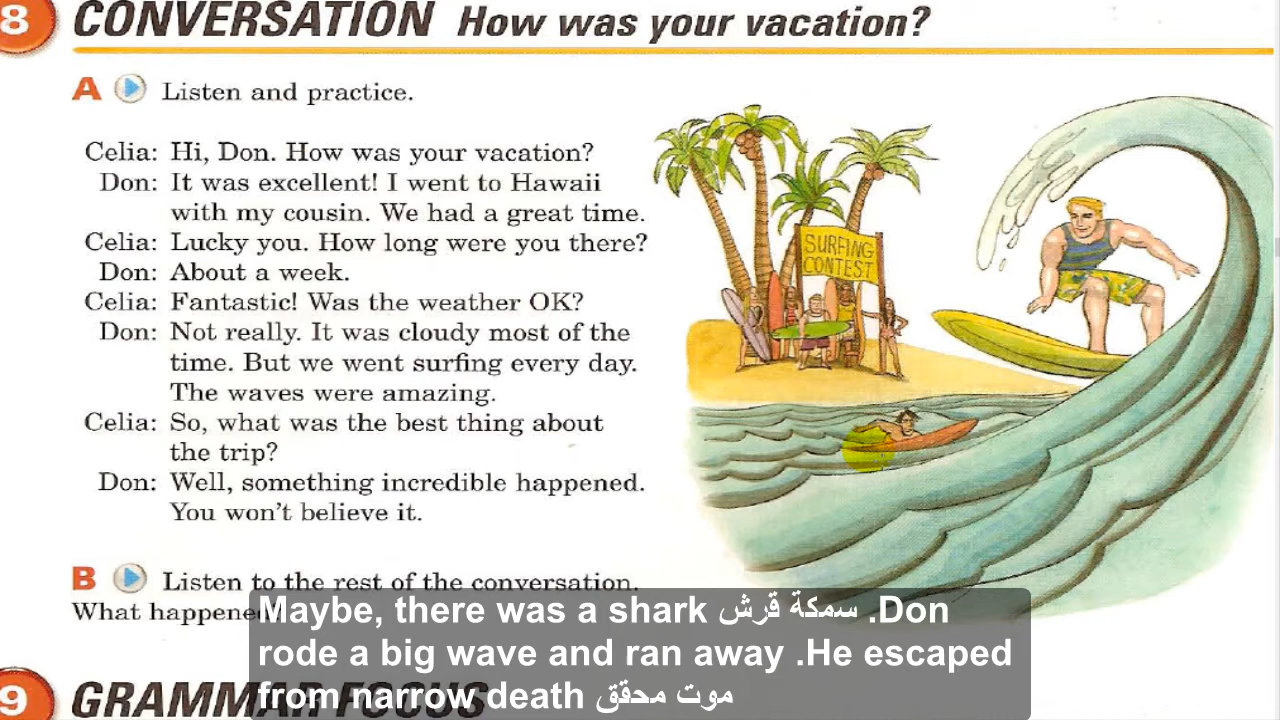 8 CONVERSATION How was your vacation?
A Listen and practice.
Celia: Hi, Don. How was your vacation?
Don: It was excellent! I went to Hawaii
with my cousin. We had a great time.
Celia: Lucky you. How long were you there?
Don: About a week.
Celia: Fantastic! Was the weather OK?
Don: Not really. It was cloudy most of the
time. But we went surfing every day.
The waves were amazing.
Celia: So, what was the best thing about
the trip?
Don: Well, something incredible happened.
You won't believe it.
SURFING
CONTEST
B Listen to the rest of the conversation.
What happened?
Maybe, there was a shark سمكة قرش .Don
rode a big wave and ran away .He escaped
from narrow death موت محقق
9 GRAMMAR FOCUS